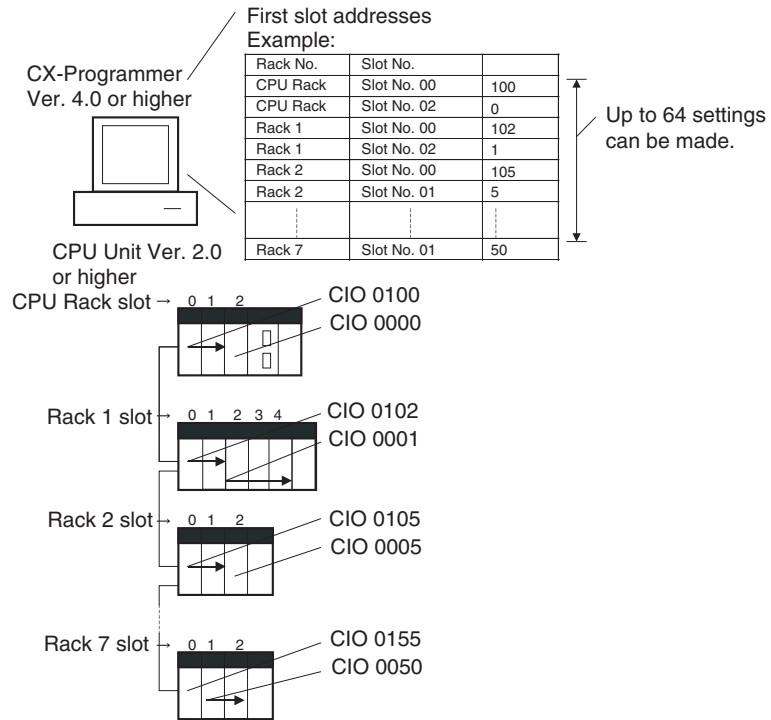 First slot addresses
Example:
CX-Programmer
Ver. 4.0 or higher
Rack No. Slot No.
CPU Rack Slot No. 00 100
CPU Rack Slot No. 02 0
Rack 1 Slot No. 00 102
Rack 1 Slot No. 02 1
Rack 2 Slot No. 00 105
Rack 2 Slot No. 01 5
Rack 7 Slot No. 01 50
Up to 64 settings
can be made.
CPU Unit Ver. 2.0
or higher
CPU Rack slot → 0 1 2
CIO 0100
CIO 0000
Rack 1 slot → 0 1 2 3 4
CIO 0102
CIO 0001
Rack 2 slot → 0 1 2
CIO 0105
CIO 0005
Rack 7 slot → 0 1 2
CIO 0155
CIO 0050